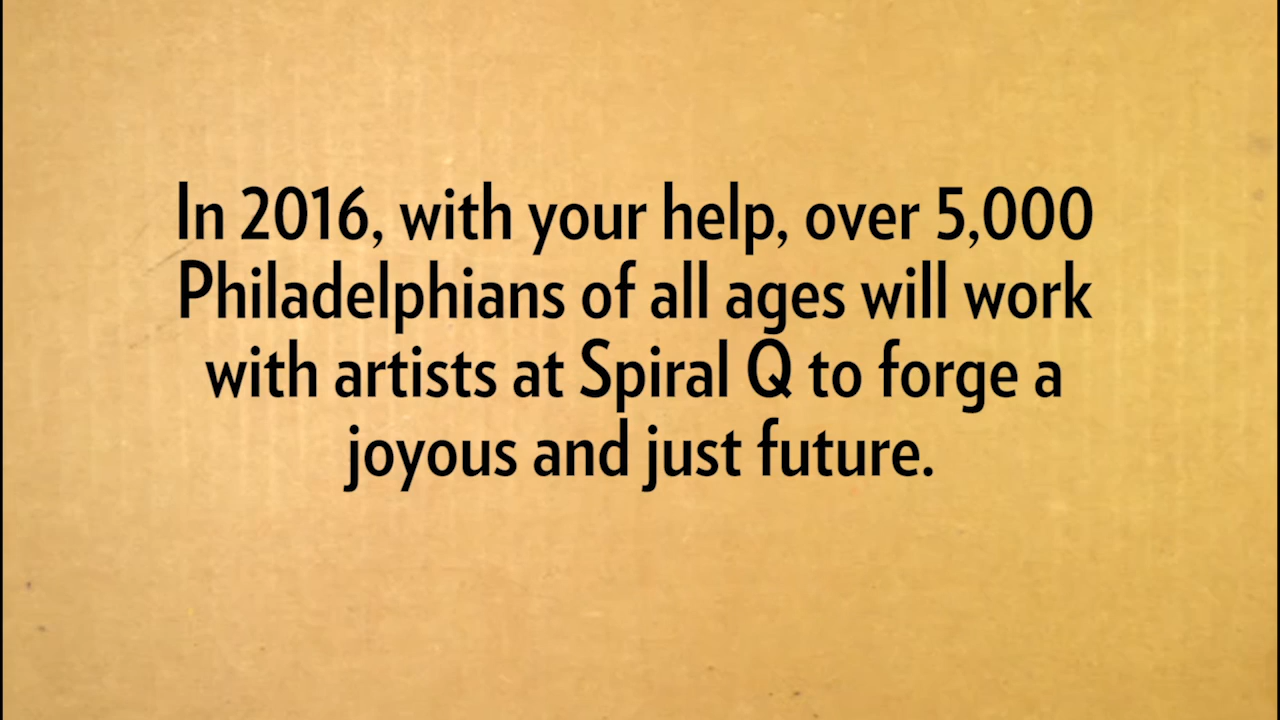 In 2016, with your help, over 5,000
Philadelphians of all ages will work
with artists at Spiral Q to forge a
joyous and just future.